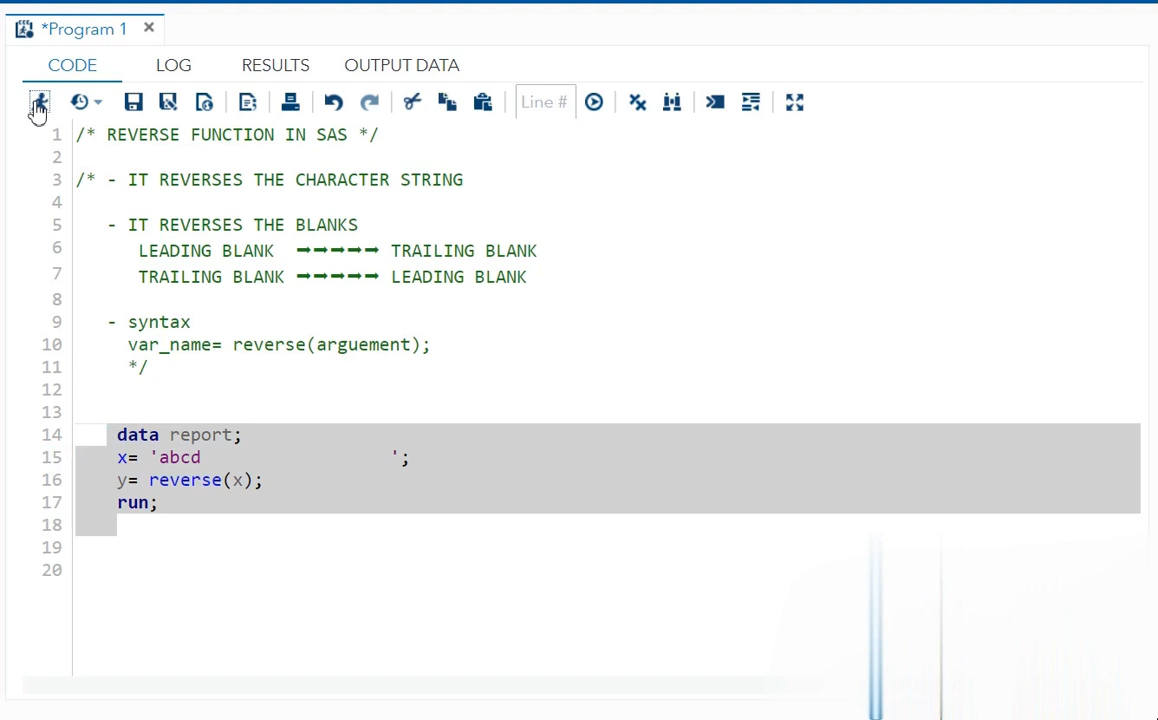 *Program 1 ×
CODE LOG RESULTS OUTPUT DATA
Line #
1 /* REVERSE FUNCTION IN SAS */
2
3 /* - IT REVERSES THE CHARACTER STRING
4
5 - IT REVERSES THE BLANKS
6 LEADING BLANK ➡➡➡➡➡ TRAILING BLANK
7 TRAILING BLANK ➡➡➡➡➡ LEADING BLANK
8
9 - syntax
10 var_name= reverse(arguement);
11 */
12
13
14 data report;
15 x= 'abcd                  ';
16 y= reverse(x);
17 run;
18
19
20